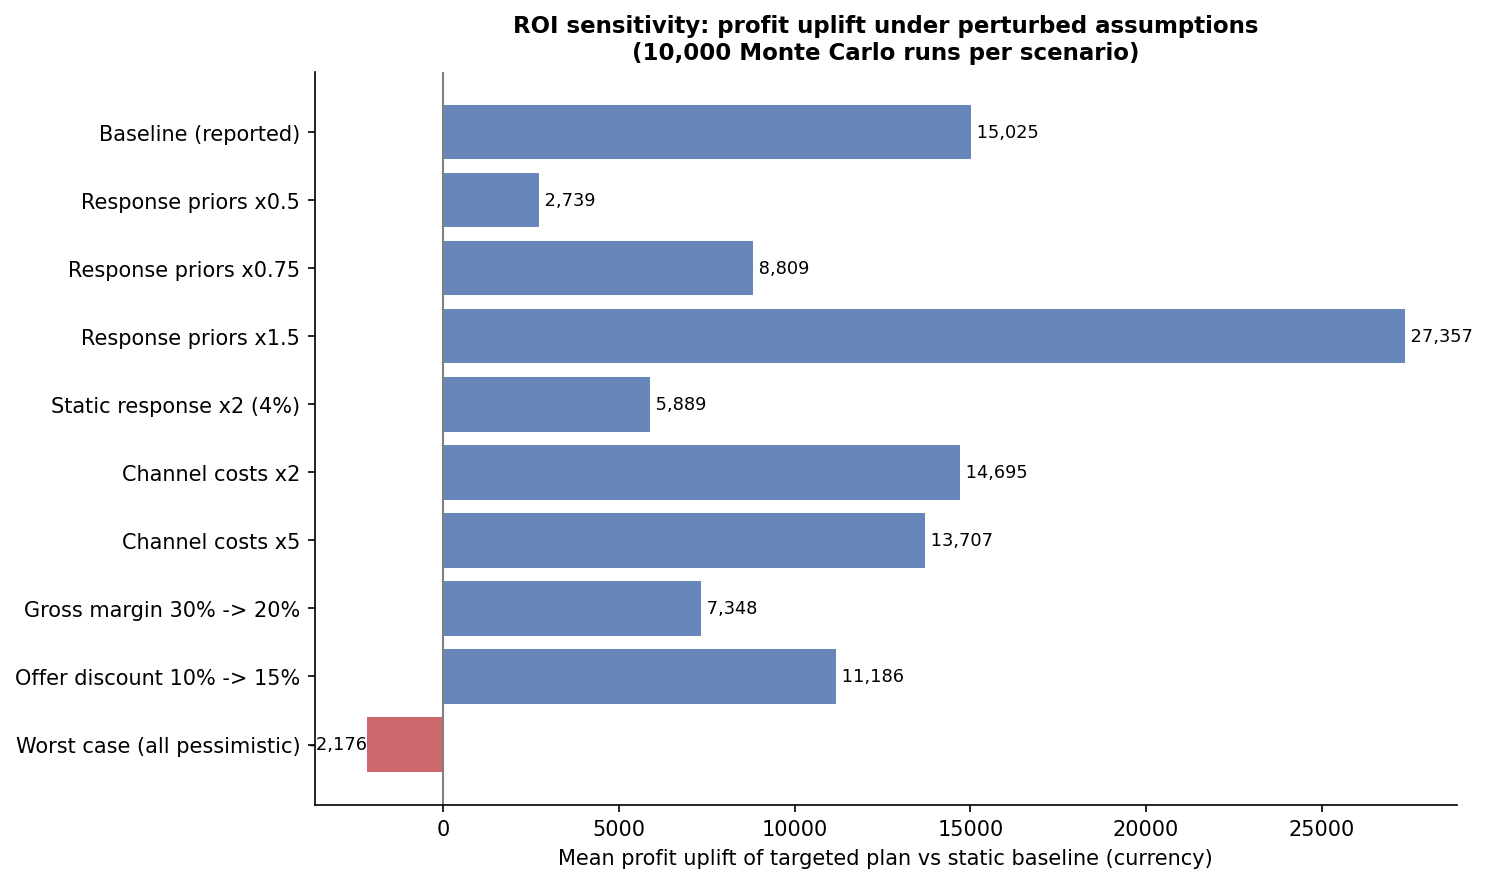 ROI sensitivity: profit uplift under perturbed assumptions
(10,000 Monte Carlo runs per scenario)
Baseline (reported)
15,025
Response priors x0.5
2,739
Response priors x0.75
8,809
Response priors x1.5
27,357
Static response x2 (4%)
5,889
Channel costs x2
14,695
Channel costs x5
13,707
Gross margin 30% -> 20%
7,348
Offer discount 10% -> 15%
11,186
Worst case (all pessimistic)
-2,176
0 5000 10000 15000 20000 25000
Mean profit uplift of targeted plan vs static baseline (currency)